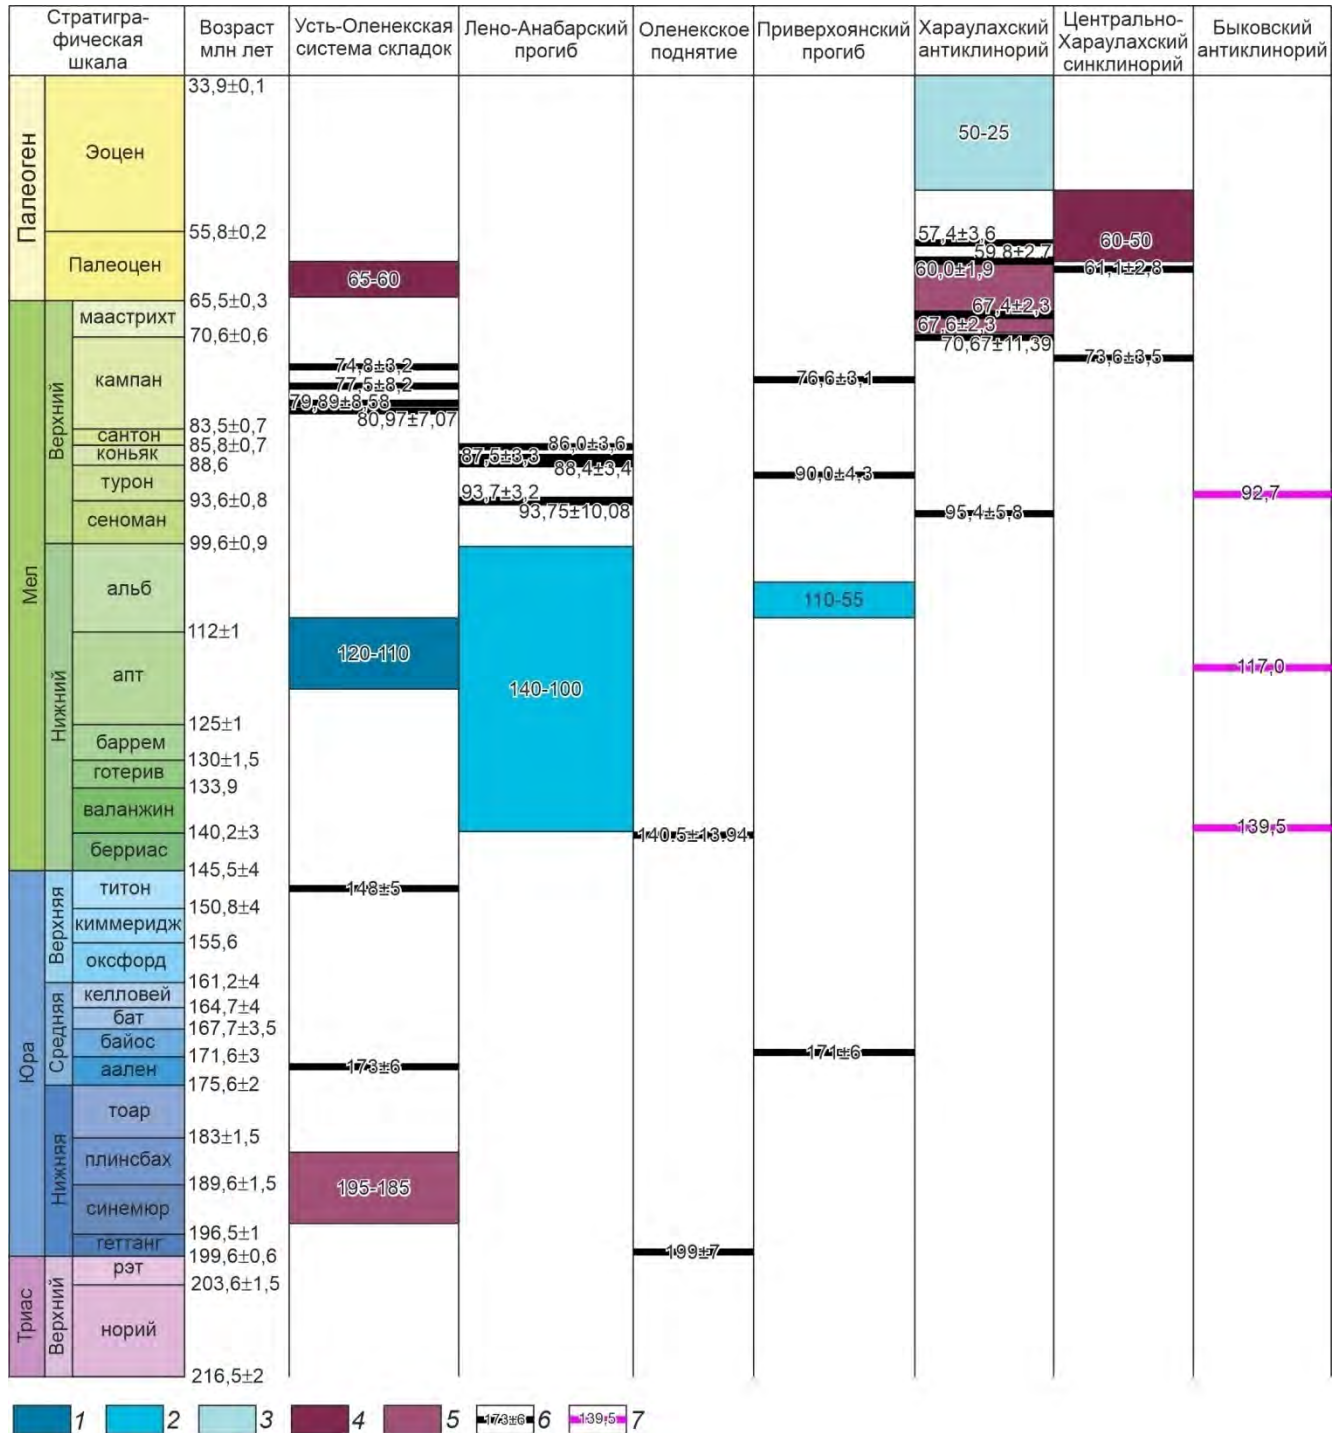 Стратигра-
фическая
шкала
Возраст
млн лет
Усть-Оленекская
система складок
Лено-Анабарский
прогиб
Оленекское
поднятие
Приверхоянский
прогиб
Хараулахский
антиклинорий
Центрально-
Хараулахский
синклинорий
Быковский
антиклинорий
Палеоген
Эоцен
Палеоцен
Мел
Верхний
маастрихт
кампан
сантон
коньяк
турон
сеноман
Нижний
альб
апт
баррем
готерив
валанжин
берриас
Юра
Верхняя
титон
киммеридж
оксфорд
Средняя
келловей
бат
байос
аален
Нижняя
тоар
плинсбах
синемюр
геттанг
Триас
Верхний
рэт
норий
33,9±0,1
55,8±0,2
65,5±0,3
70,6±0,6
83,5±0,7
85,8±0,7
88,6
93,6±0,8
99,6±0,9
112±1
125±1
130±1,5
133,9
140,2±3
145,5±4
150,8±4
155,6
161,2±4
164,7±4
167,7±3,5
171,6±3
175,6±2
183±1,5
189,6±1,5
196,5±1
199,6±0,6
203,6±1,5
216,5±2
65-60
74,8±3,2
77,5±8,2
79,89±8,58
80,97±7,07
120-110
148±5
173±6
195-185
86,0±3,6
87,5±3,3
88,4±3,4
93,7±3,2
93,75±10,08
140-100
140.5±13.94
199±7
76,6±3,1
90,0±4,3
110-55
171±6
50-25
57,4±3,6
59,8±2,7
60,0±1,9
67,4±2,3
67,6±2,3
70,67±11,39
95,4±5,8
60-50
61,1±2,8
73,6±3,5
92,7
117,0
139,5
1
2
3
4
5
173±6 6
139,5 7